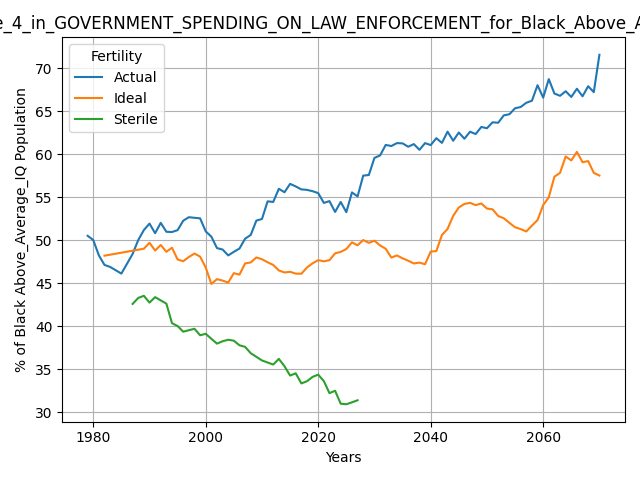 _4_in_GOVERNMENT_SPENDING_ON_LAW_ENFORCEMENT_for_Black_Above_A
Fertility
Actual
Ideal
Sterile
% of Black Above_Average_IQ Population
70
65
60
55
50
45
40
35
30
1980
2000
2020
2040
2060
Years